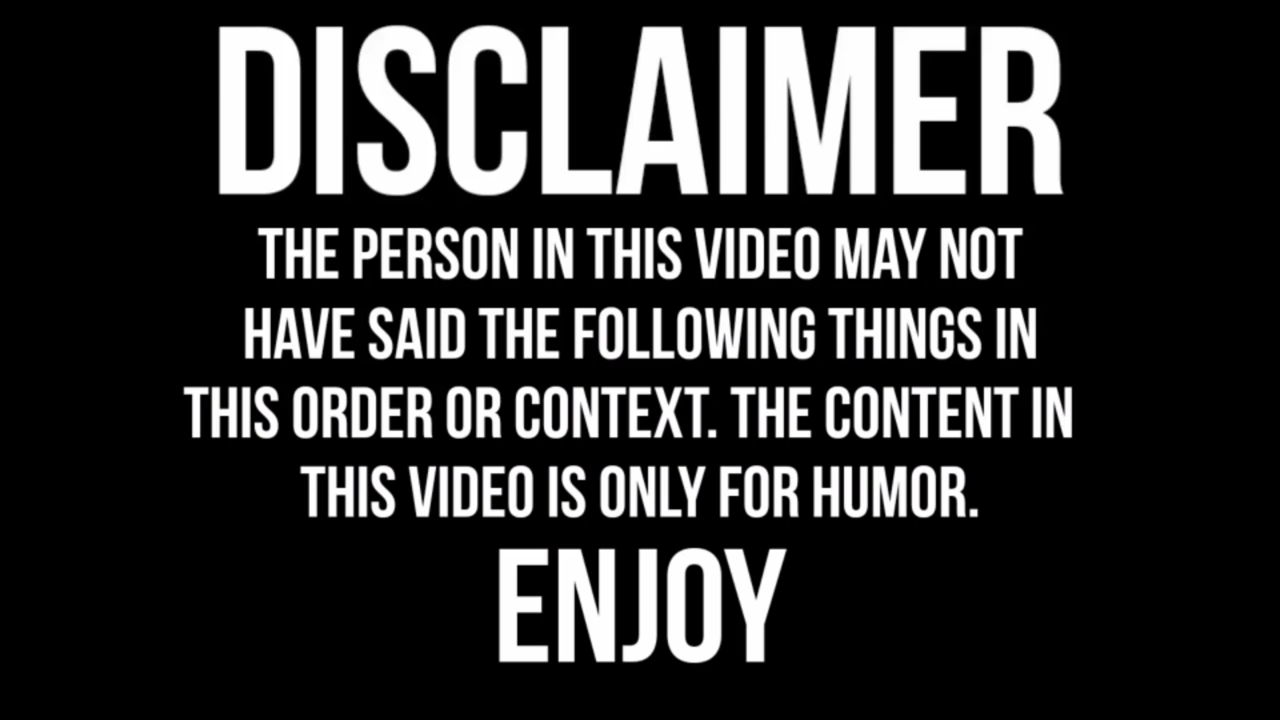 DISCLAIMER
THE PERSON IN THIS VIDEO MAY NOT
HAVE SAID THE FOLLOWING THINGS IN
THIS ORDER OR CONTEXT. THE CONTENT IN
THIS VIDEO IS ONLY FOR HUMOR.
ENJOY